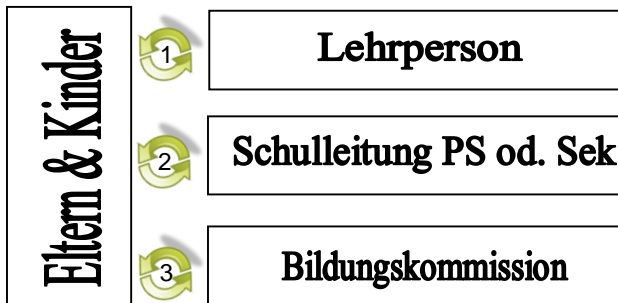 Eltern & Kinder
1
Lehrperson
2
Schulleitung PS od. Sek
3
Bildungskommission